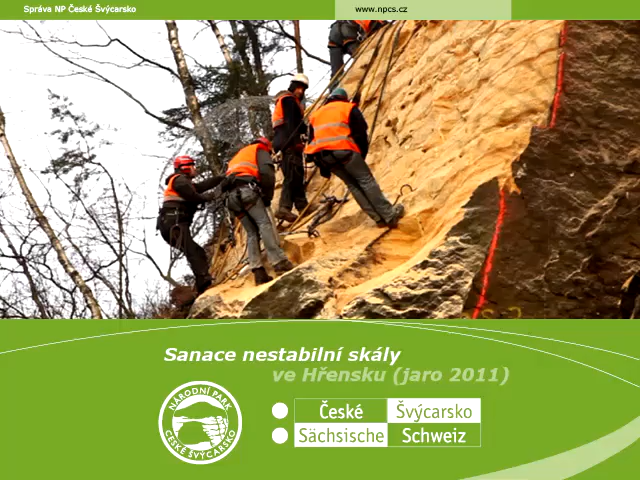 Správa NP České Švýcarsko
www.npcs.cz
Sanace nestabilní skály
ve Hřensku (jaro 2011)
NÁRODNÍ PARK
ČESKÉ ŠVÝCARSKO
České Švýcarsko
Sächsische Schweiz